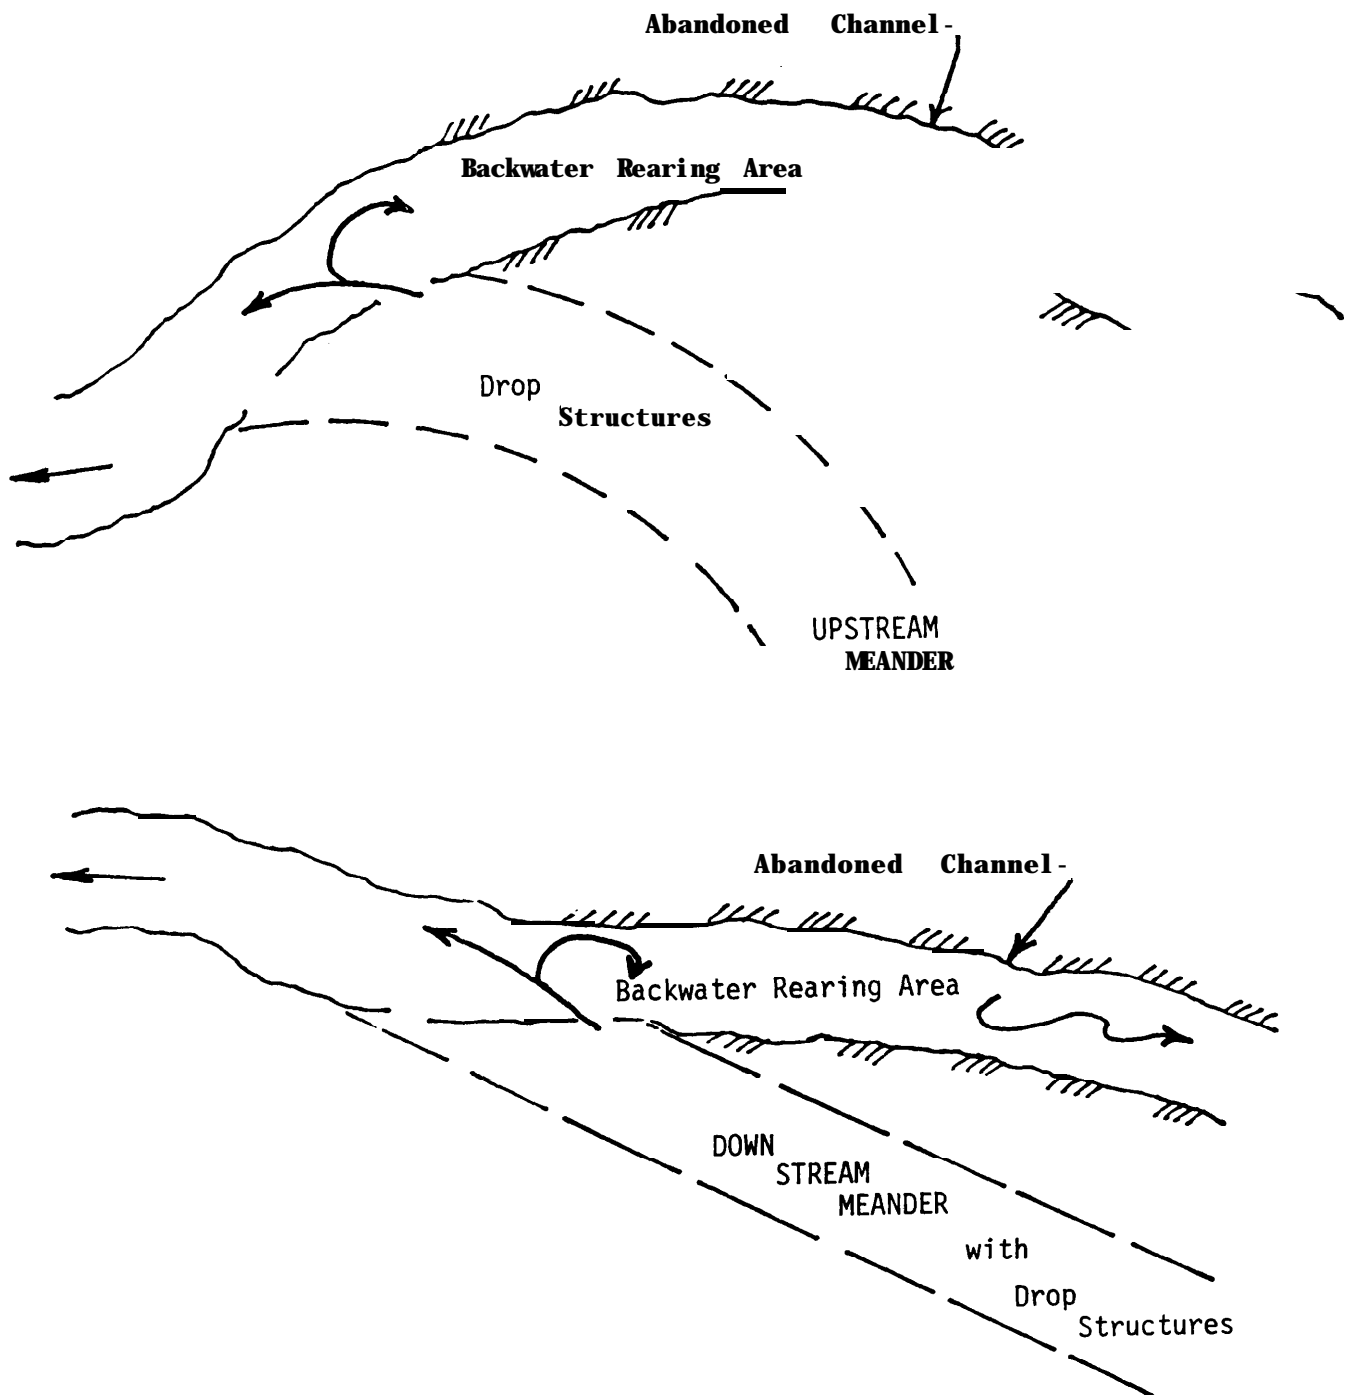 Abandoned Channel-
Backwater Rearing Area
Drop
Structures
UPSTREAM
MEANDER
Abandoned Channel-
Backwater Rearing Area
DOWN
STREAM
MEANDER
with
Drop
Structures